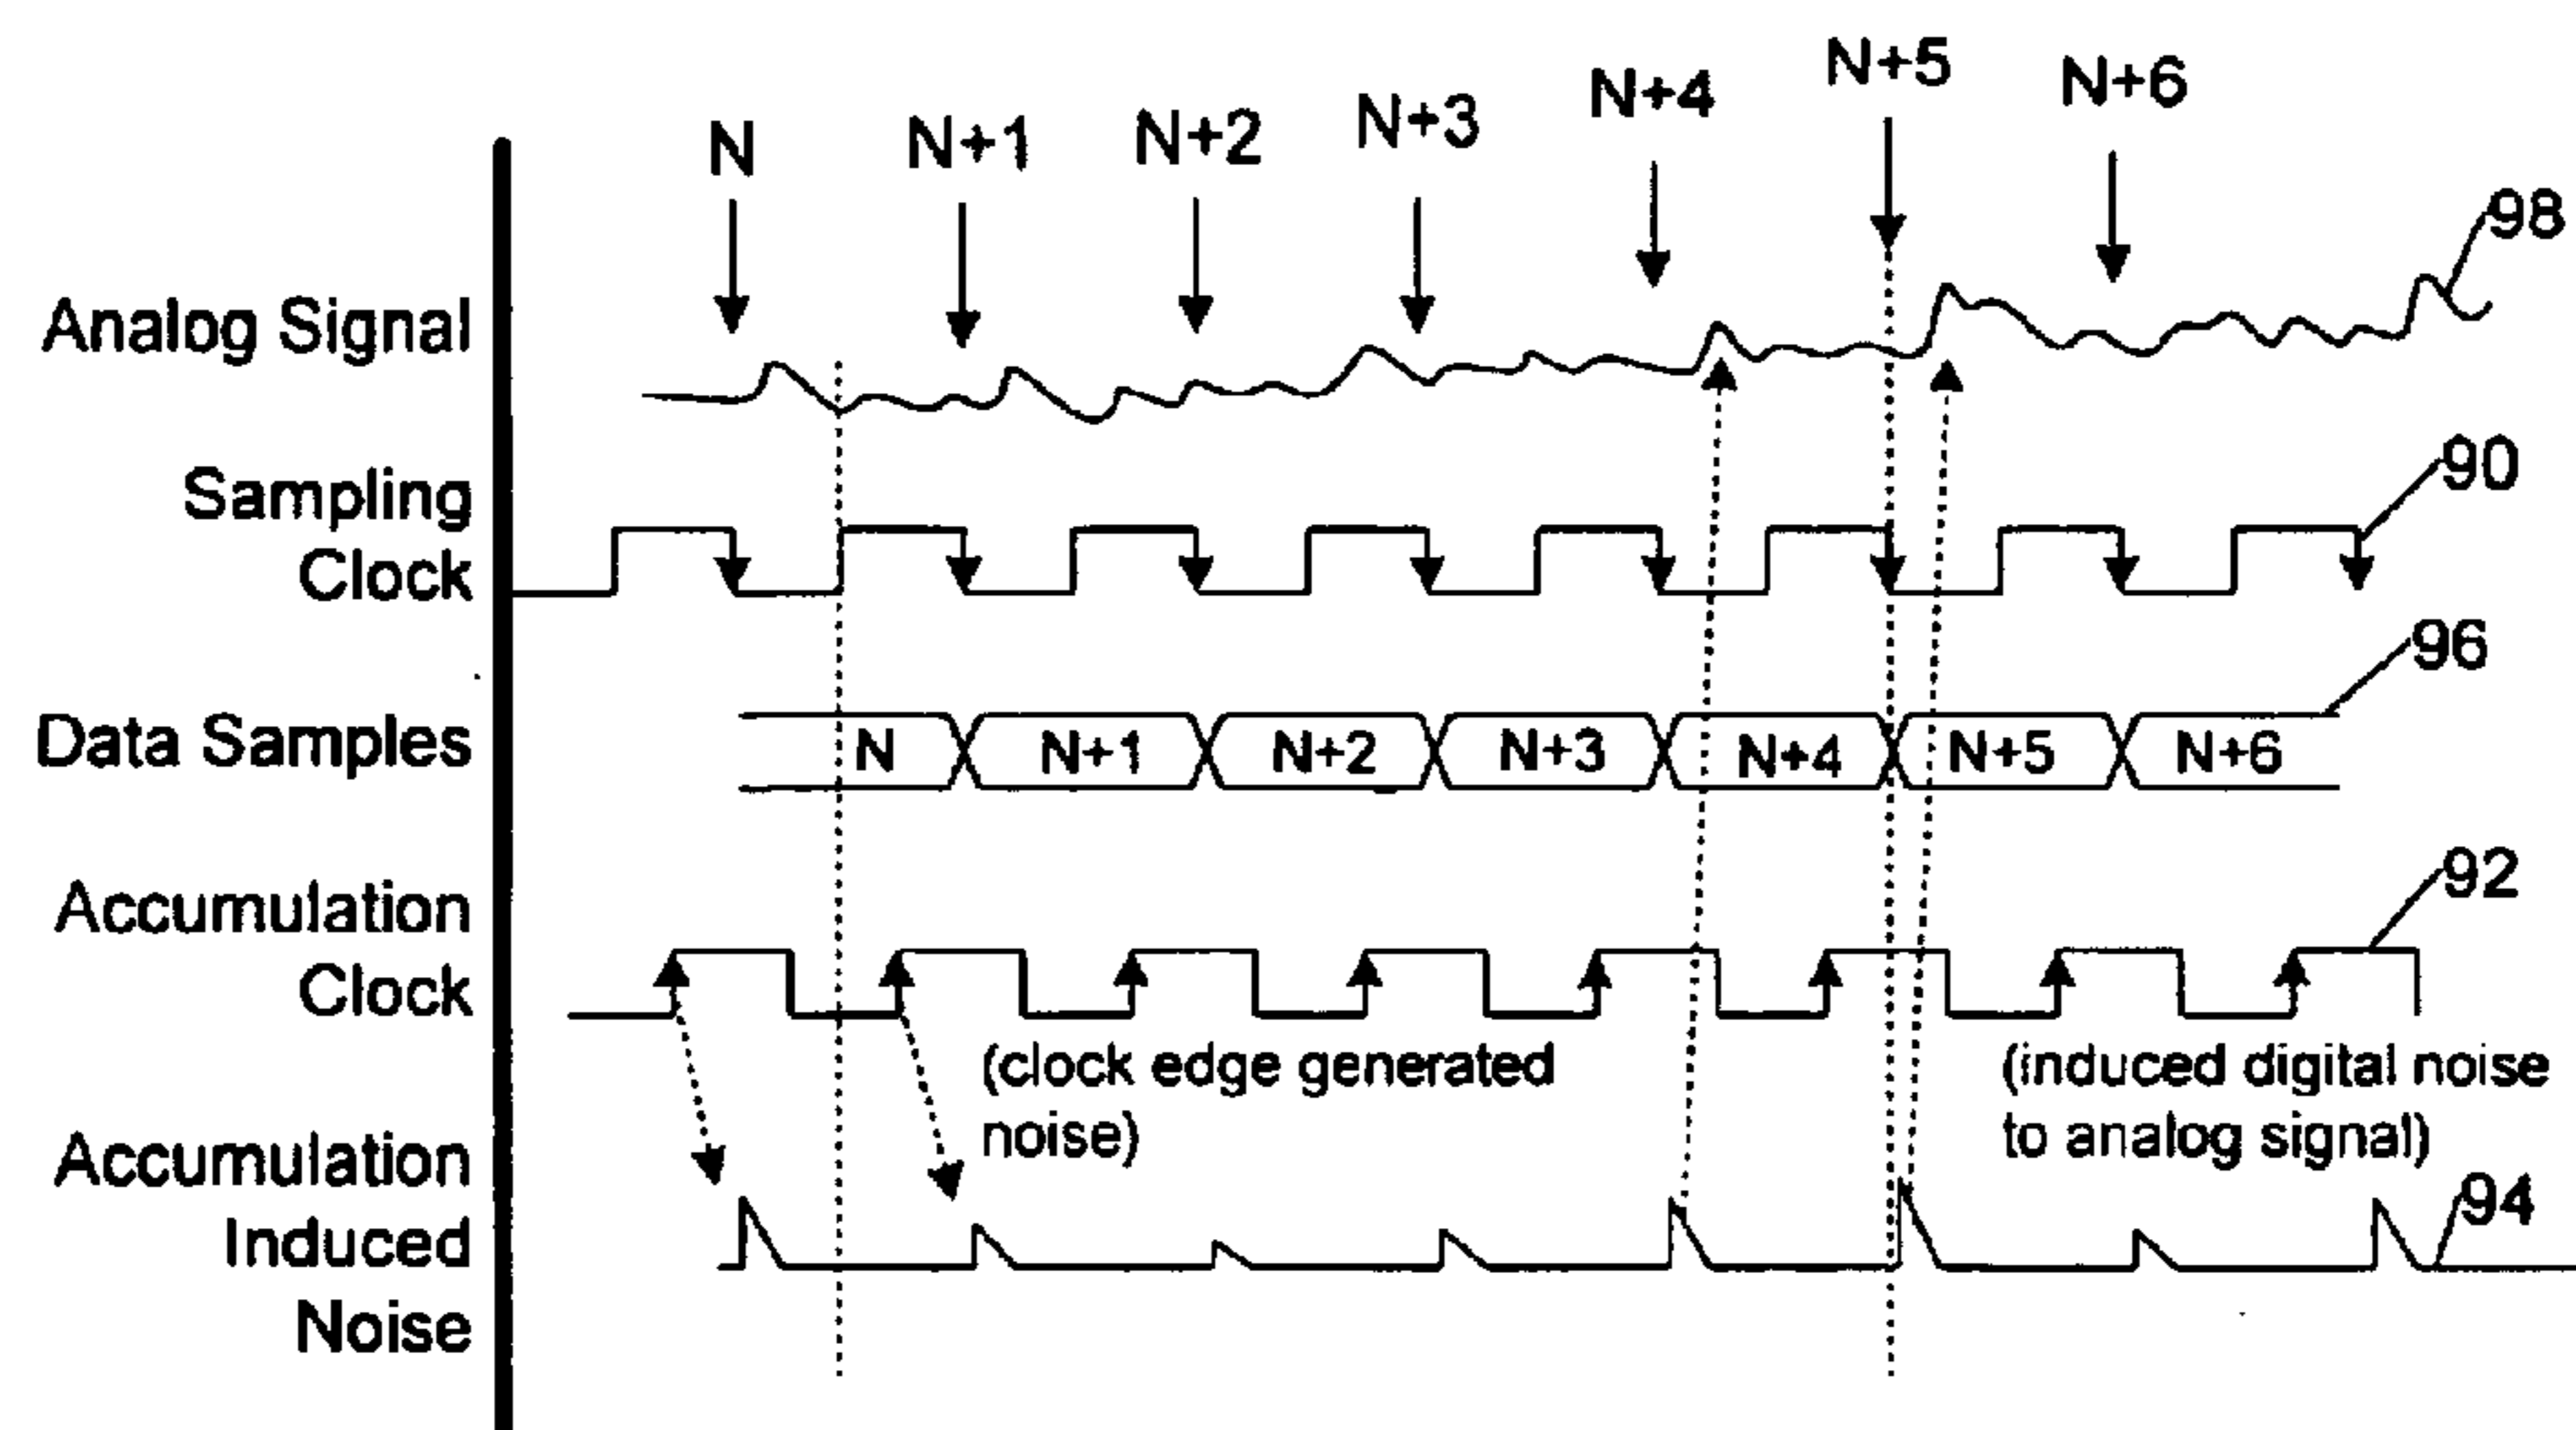 N
N+1
N+2
N+3
N+4
N+5
N+6
98
Analog Signal
Sampling
Clock
90
Data Samples
N
N+1
N+2
N+3
N+4
N+5
N+6
96
Accumulation
Clock
92
(clock edge generated
noise)
(induced digital noise
to analog signal)
Accumulation
Induced
Noise
94